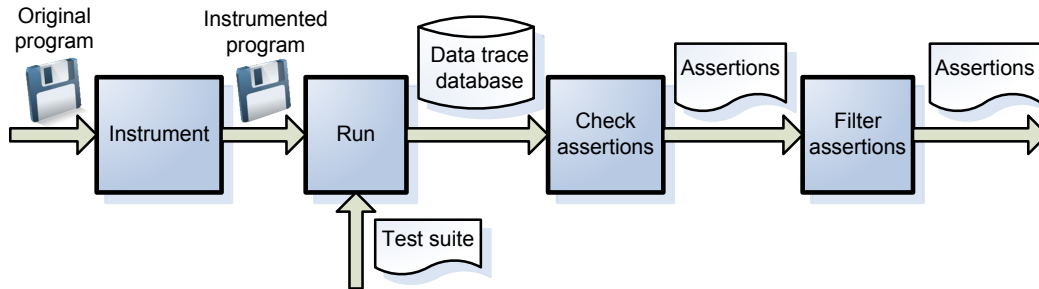 Original
program
Instrument
Instrumented
program
Run
Test suite
Data trace
database
Check
assertions
Assertions
Filter
assertions
Assertions